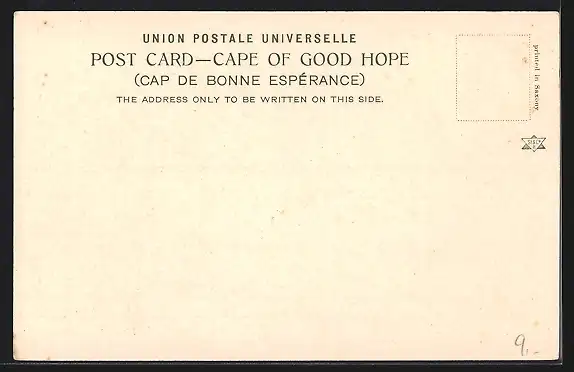 UNION POSTALE UNIVERSELLE
POST CARD—CAPE OF GOOD HOPE
(CAP DE BONNE ESPÉRANCE)
THE ADDRESS ONLY TO BE WRITTEN ON THIS SIDE.
printed in Saxony
9,-